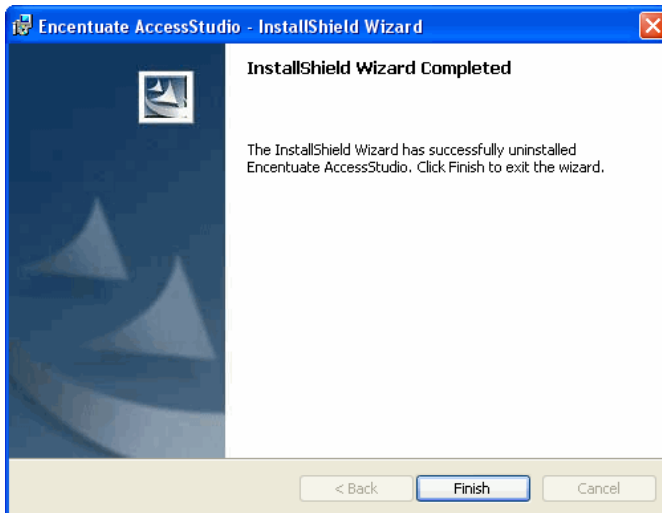 Encentuate AccessStudio - InstallShield Wizard
InstallShield Wizard Completed
The InstallShield Wizard has successfully uninstalled
Encentuate AccessStudio. Click Finish to exit the wizard.
< Back
Finish
Cancel